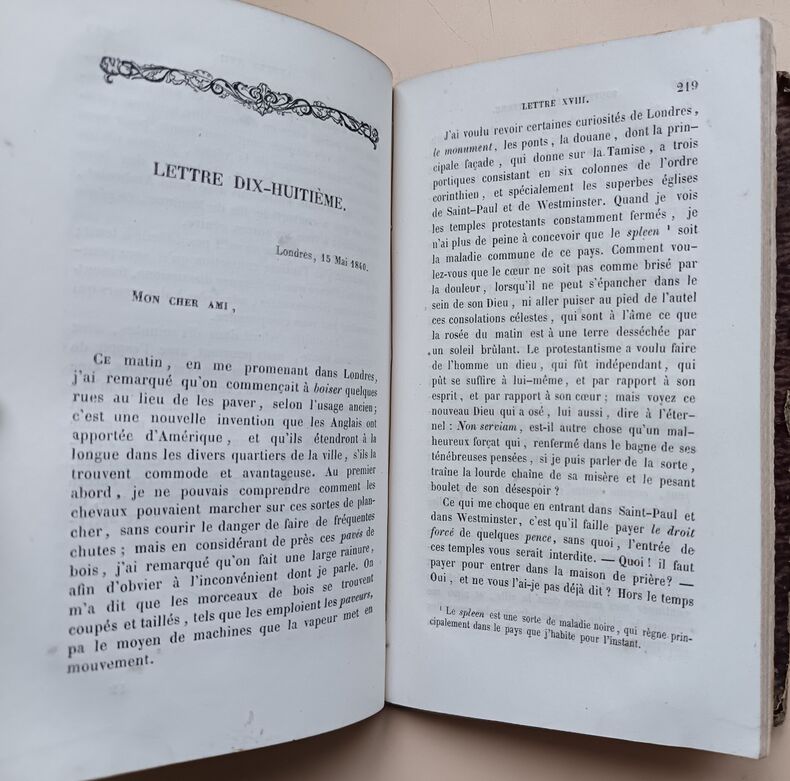 LETTRE DIX-HUITIÈME.
Londres, 15 Mai 1840.
MON CHER AMI,
CE matin, en me promenant dans Londres,
j'ai remarqué qu'on commençait à boiser quelques
rues au lieu de les paver, selon l'usage ancien;
c'est une nouvelle invention que les Anglais ont
apportée d'Amérique, et qu'ils étendront à la
longue dans les divers quartiers de la ville, s'ils la
trouvent commode et avantageuse. Au premier
abord, je ne pouvais comprendre comment les
chevaux pouvaient marcher sur ces sortes de plan-
cher, sans courir le danger de faire de fréquentes
chutes; mais en considérant de près ces pavés de
bois, j'ai remarqué qu'on fait une large rainure,
afin d'obvier à l'inconvénient dont je parle. On
m'a dit que les morceaux de bois se trouvent
coupés et taillés, tels que les emploient les paveurs,
pa le moyen de machines que la vapeur met en
mouvement.
LETTRE XVIII.
219
J'ai voulu revoir certaines curiosités de Londres,
le monument, les ponts, la douane, dont la prin-
cipale façade, qui donne sur la Tamise, a trois
portiques consistant en six colonnes de l'ordre
corinthien, et spécialement les superbes églises
de Saint-Paul et de Westminster. Quand je vois
les temples protestants constamment fermés, je
n'ai plus de peine à concevoir que le spleen ¹ soit
la maladie commune de ce pays. Comment vou-
lez-vous que le cœur ne soit pas comme brisé par
la douleur, lorsqu'il ne peut s'épancher dans le
sein de son Dieu, ni aller puiser au pied de l'autel
ces consolations célestes, qui sont à l'âme ce que
la rosée du matin est à une terre desséchée par
un soleil brûlant. Le protestantisme a voulu faire
de l'homme un dieu, qui fût indépendant, qui
pût se suffire à lui-même, et par rapport à son
esprit, et par rapport à son cœur; mais voyez ce
nouveau Dieu qui a osé, lui aussi, dire à l'éter-
nel: Non serviam, est-il autre chose qu'un mal-
heureux forçat qui, renfermé dans le bagne de ses
ténébreuses pensées, si je puis parler de la sorte,
traîne la lourde chaîne de sa misère et le pesant
boulet de son désespoir?
Ce qui me choque en entrant dans Saint-Paul et
dans Westminster, c'est qu'il faille payer le droit
forcé de quelques pence, sans quoi, l'entrée de
ces temples vous serait interdite. — Quoi! il faut
payer pour entrer dans la maison de prière? —
Oui, et ne vous l'ai-je pas déjà dit? Hors le temps
¹ Le spleen est une sorte de maladie noire, qui règne prin-
cipalement dans le pays que j'habite pour l'instant.